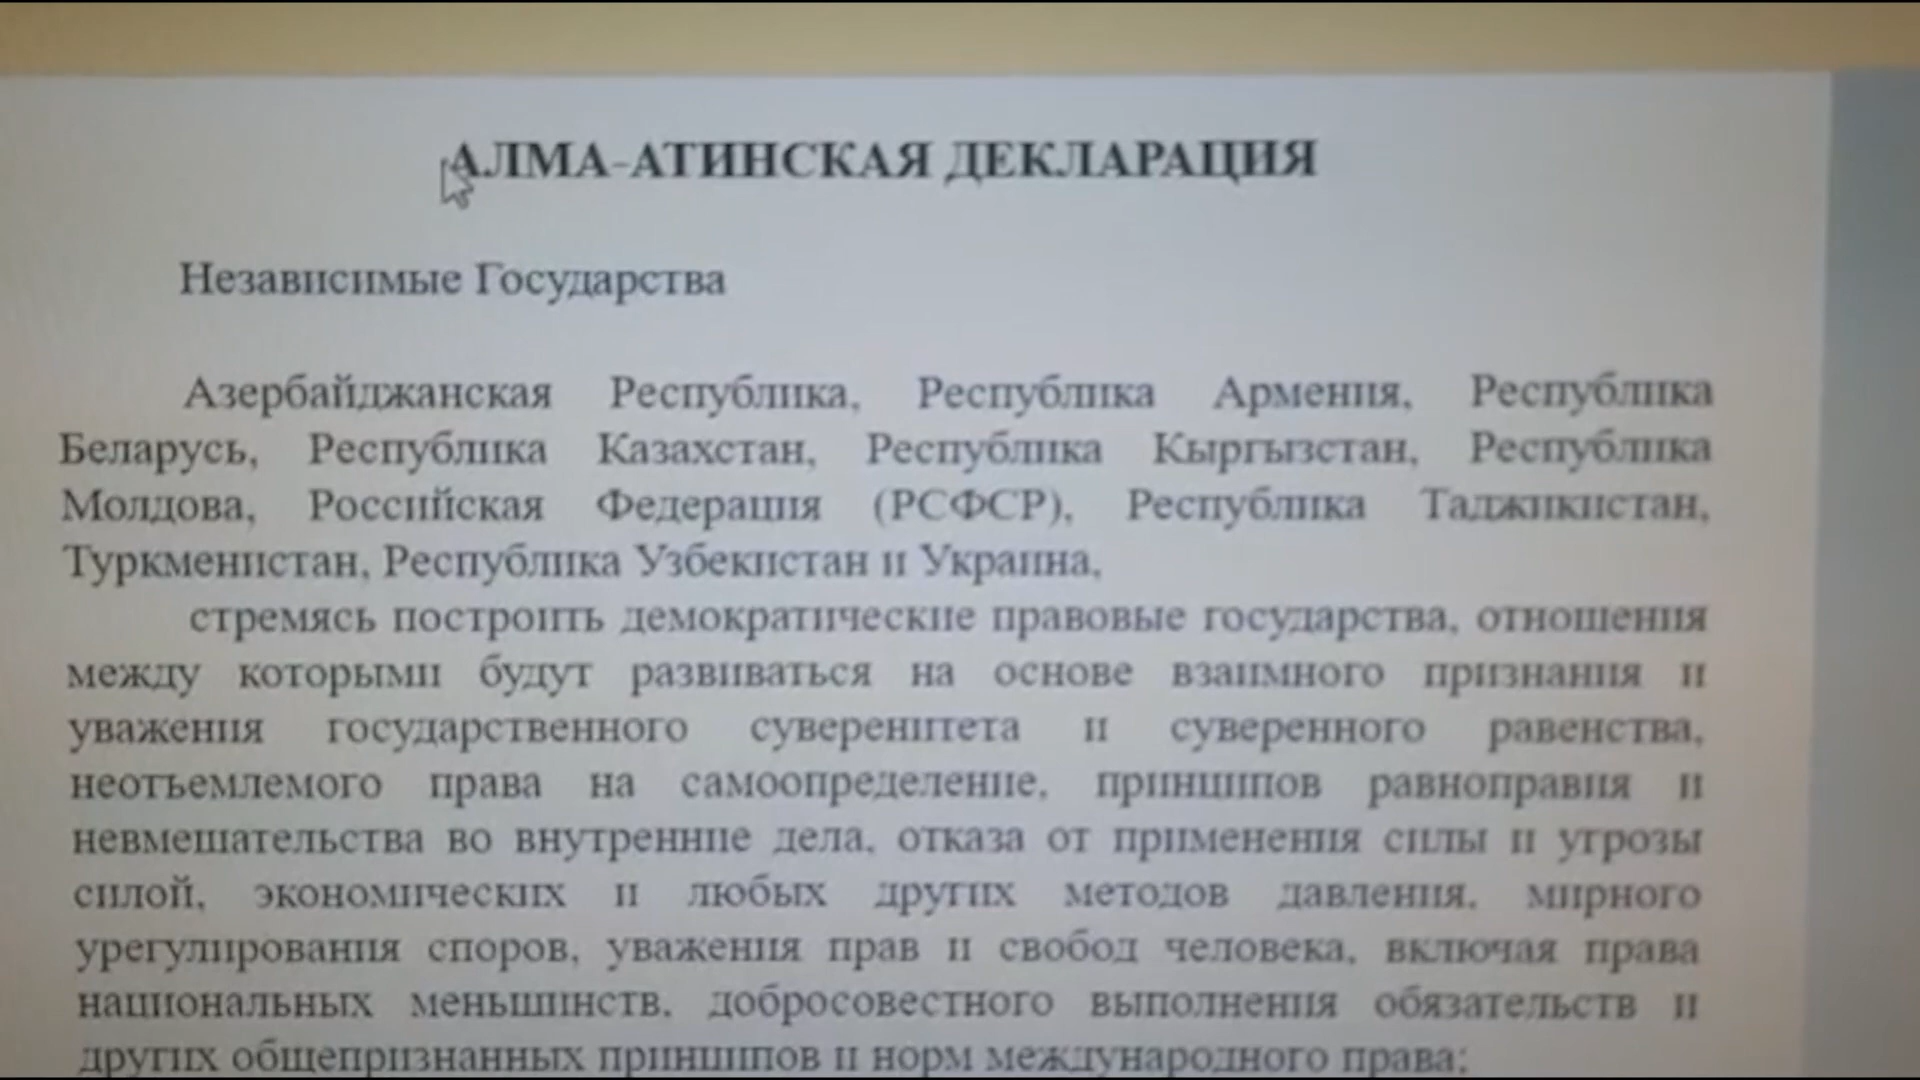 АЛМА-АТИНСКАЯ ДЕКЛАРАЦИЯ
Независимые Государства
Азербайджанская Республика, Республика Армения, Республика
Беларусь, Республика Казахстан, Республика Кыргызстан, Республика
Молдова, Российская Федерация (РСФСР), Республика Таджикистан,
Туркменистан, Республика Узбекистан и Украина,
стремясь построить демократические правовые государства, отношения
между которыми будут развиваться на основе взаимного признания и
уважения государственного суверенитета и суверенного равенства,
неотъемлемого права на самоопределение, принципов равноправия и
невмешательства во внутренние дела, отказа от применения силы и угрозы
силой, экономических и любых других методов давления, мирного
урегулирования споров, уважения прав и свобод человека, включая права
национальных меньшинств, добросовестного выполнения обязательств и
других общепризнанных принципов и норм международного права;